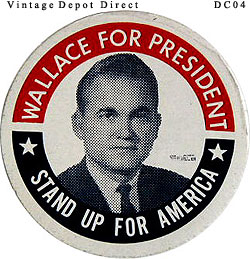 Vintage Depot Direct DC04
WALLACE FOR PRESIDENT
STAND UP FOR AMERICA